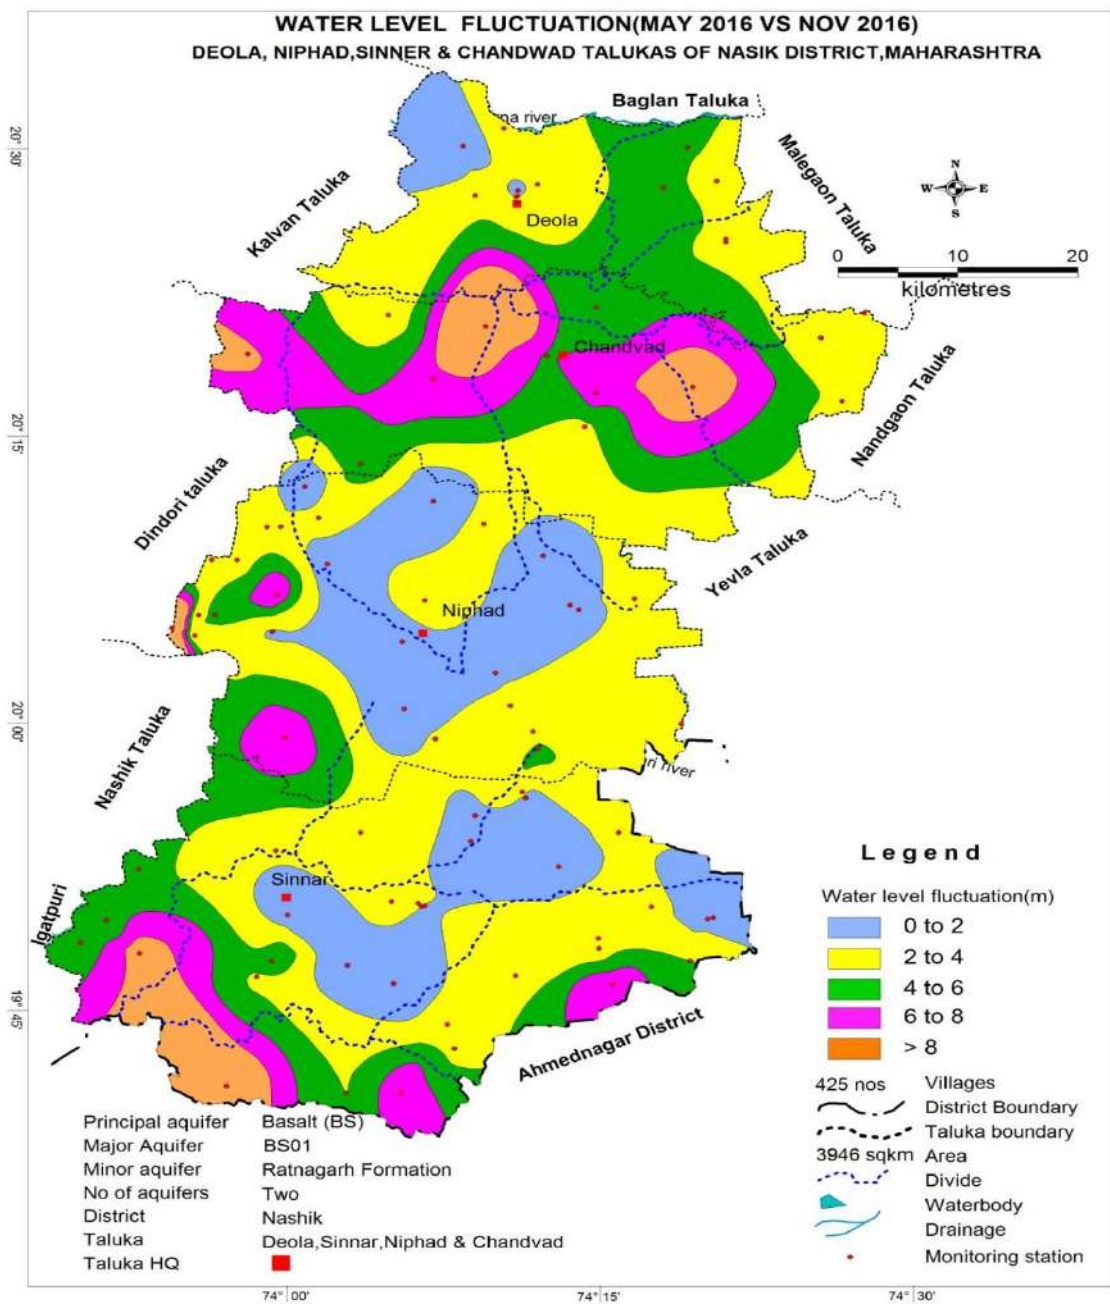 WATER LEVEL FLUCTUATION(MAY 2016 VS NOV 2016)
DEOLA, NIPHAD,SINNER & CHANDWAD TALUKAS OF NASIK DISTRICT,MAHARASHTRA
Baglan Taluka
na river
Malegaon Taluka
20° 30'
N
W E
S
Kalvan Taluka
Deola
0 10 20
kilometres
Chandvad
Nandgaon Taluka
20° 15'
Dindori taluka
Yevla Taluka
Niphad
20° 00'
Nashik Taluka
ri river
Legend
Sinnar
Water level fluctuation(m)
Igatpuri
0 to 2
2 to 4
4 to 6
6 to 8
> 8
19° 45'
Ahmednagar District
425 nos Villages
District Boundary
Taluka boundary
3946 sqkm Area
Divide
Waterbody
Drainage
Monitoring station
Principal aquifer Basalt (BS)
Major Aquifer BS01
Minor aquifer Ratnagarh Formation
No of aquifers Two
District Nashik
Taluka Deola,Sinnar,Niphad & Chandvad
Taluka HQ
74° 00' 74° 15' 74° 30'